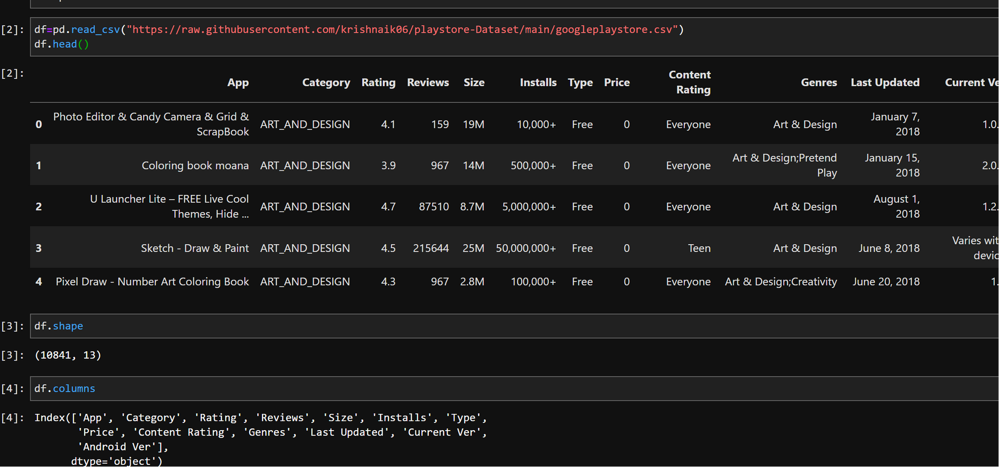 [2]: df=pd.read_csv("https://raw.githubusercontent.com/krishnaik06/playstore-Dataset/main/googleplaystore.csv")
df.head()
[2]:
App Category Rating Reviews Size Installs Type Price Content Rating Genres Last Updated Current Ve
0 Photo Editor & Candy Camera & Grid & ScrapBook ART_AND_DESIGN 4.1 159 19M 10,000+ Free 0 Everyone Art & Design January 7, 2018 1.0.
1 Coloring book moana ART_AND_DESIGN 3.9 967 14M 500,000+ Free 0 Everyone Art & Design;Pretend Play January 15, 2018 2.0.
2 U Launcher Lite – FREE Live Cool Themes, Hide ... ART_AND_DESIGN 4.7 87510 8.7M 5,000,000+ Free 0 Everyone Art & Design August 1, 2018 1.2.
3 Sketch - Draw & Paint ART_AND_DESIGN 4.5 215644 25M 50,000,000+ Free 0 Teen Art & Design June 8, 2018 Varies wit devic
4 Pixel Draw - Number Art Coloring Book ART_AND_DESIGN 4.3 967 2.8M 100,000+ Free 0 Everyone Art & Design;Creativity June 20, 2018 1.
[3]: df.shape
[3]: (10841, 13)
[4]: df.columns
[4]: Index(['App', 'Category', 'Rating', 'Reviews', 'Size', 'Installs', 'Type',
'Price', 'Content Rating', 'Genres', 'Last Updated', 'Current Ver',
'Android Ver'],
dtype='object')